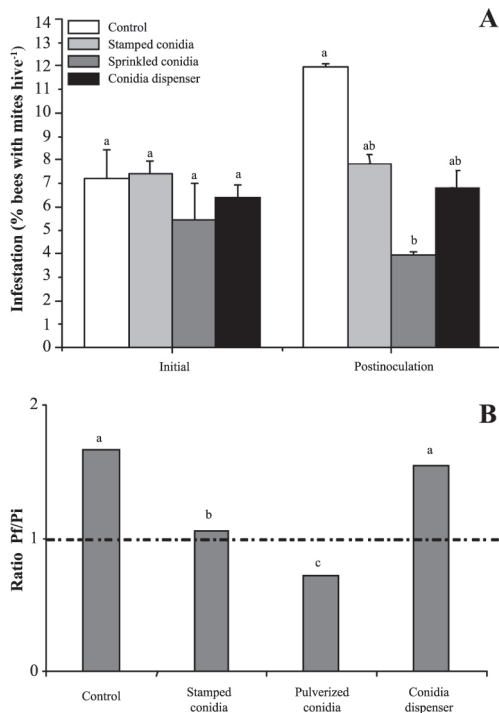 A
Control
Stamped conidia
Sprinkled conidia
Conidia dispenser
Infestation (% bees with mites hive⁻¹)
14
13
12
11
10
9
8
7
6
5
4
3
2
1
0
a
a
a
a
a
ab
b
ab
Initial
Postinoculation
B
Ratio Pf/Pi
2
1
0
a
b
c
a
Control
Stamped
conidia
Pulverized
conidia
Conidia
dispenser